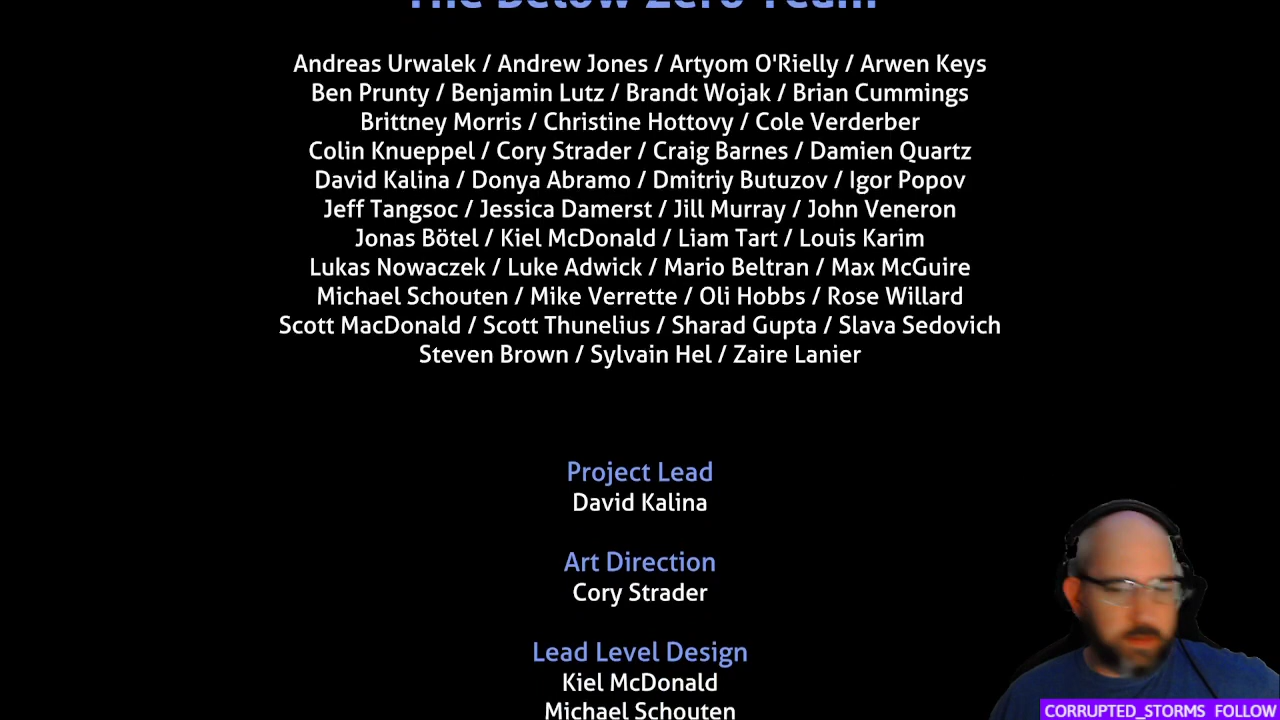 The Below Zero Team
Andreas Urwalek / Andrew Jones / Artyom O'Rielly / Arwen Keys
Ben Prunty / Benjamin Lutz / Brandt Wojak / Brian Cummings
Brittney Morris / Christine Hottovy / Cole Verderber
Colin Knueppel / Cory Strader / Craig Barnes / Damien Quartz
David Kalina / Donya Abramo / Dmitriy Butuzov / Igor Popov
Jeff Tangsoc / Jessica Damerst / Jill Murray / John Veneron
Jonas Bötel / Kiel McDonald / Liam Tart / Louis Karim
Lukas Nowaczek / Luke Adwick / Mario Beltran / Max McGuire
Michael Schouten / Mike Verrette / Oli Hobbs / Rose Willard
Scott MacDonald / Scott Thunelius / Sharad Gupta / Slava Sedovich
Steven Brown / Sylvain Hel / Zaire Lanier
Project Lead
David Kalina
Art Direction
Cory Strader
Lead Level Design
Kiel McDonald
Michael Schouten
CORRUPTED_STORMS FOLLOW